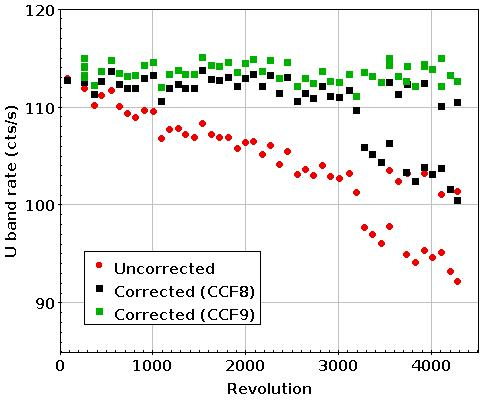 120
110
100
90
U band rate (cts/s)
Uncorrected
Corrected (CCF8)
Corrected (CCF9)
0 1000 2000 3000 4000
Revolution